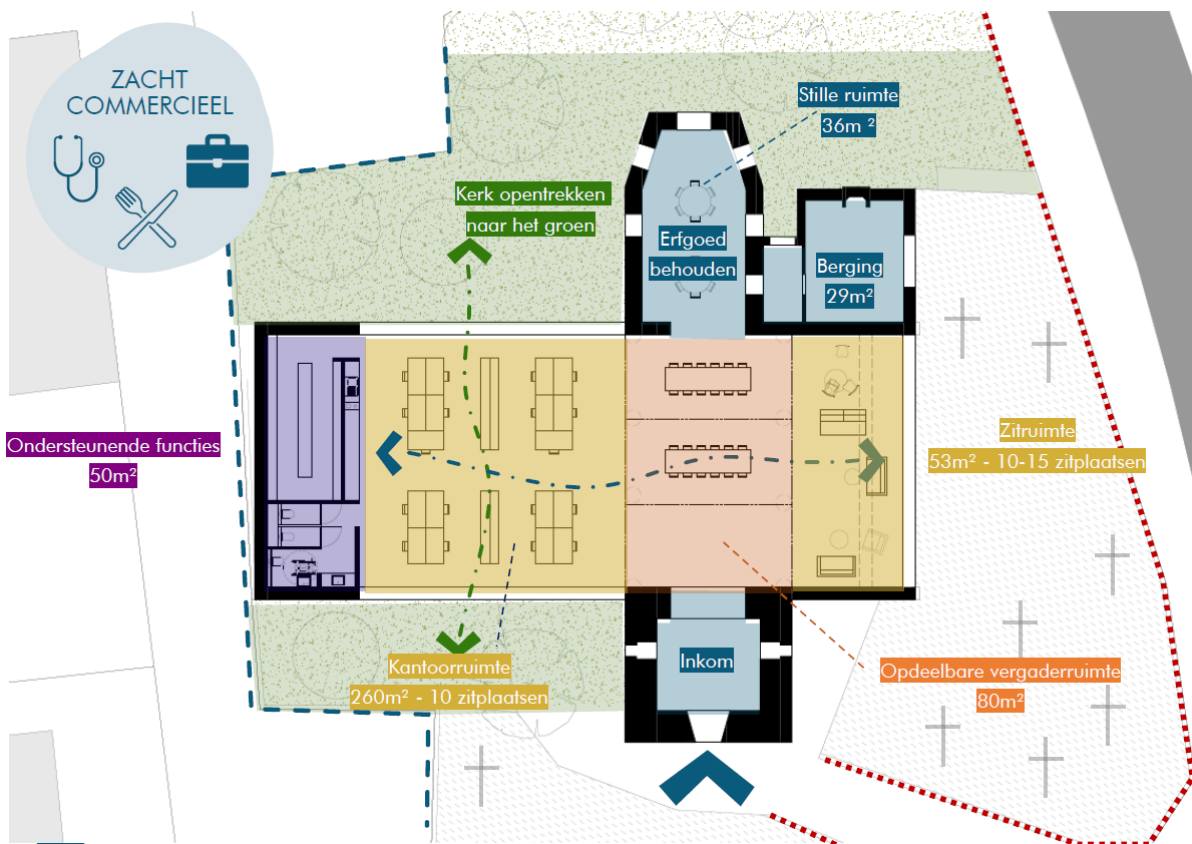 ZACHT
COMMERCIEEL
Stille ruimte
36m ²
Kerk opentrekken
naar het groen
Erfgoed
behouden
Berging
29m²
Ondersteunende functies
50m²
Zitruimte
53m² - 10-15 zitplaatsen
Kantoorruimte
260m² - 10 zitplaatsen
Inkom
Opdeelbare vergaderruimte
80m²